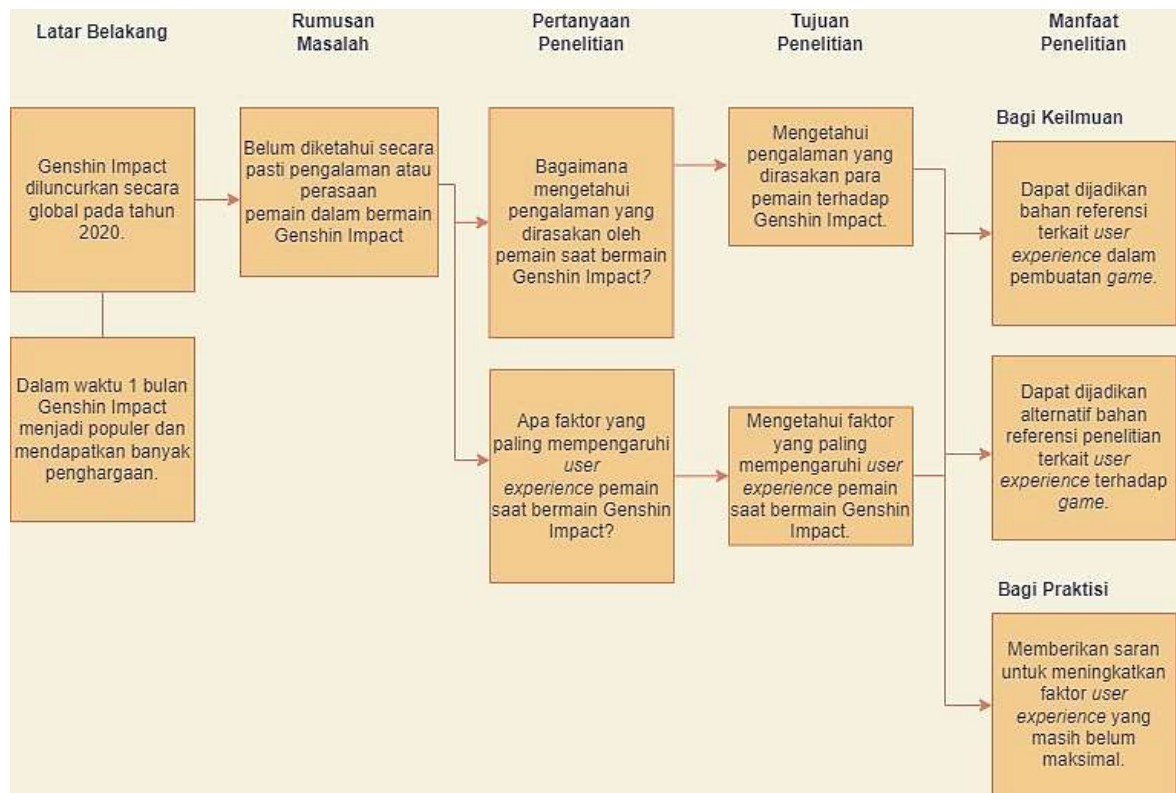 Latar Belakang
Rumusan
Masalah
Pertanyaan
Penelitian
Tujuan
Penelitian
Manfaat
Penelitian
Genshin Impact
diluncurkan secara
global pada tahun
2020.
Dalam waktu 1 bulan
Genshin Impact
menjadi populer dan
mendapatkan banyak
penghargaan.
Belum diketahui secara
pasti pengalaman atau
perasaan
pemain dalam bermain
Genshin Impact
Bagaimana
mengetahui
pengalaman yang
dirasakan oleh
pemain saat bermain
Genshin Impact?
Apa faktor yang
paling mempengaruhi
user
experience pemain
saat bermain Genshin
Impact?
Mengetahui
pengalaman yang
dirasakan para
pemain terhadap
Genshin Impact.
Mengetahui faktor
yang paling
mempengaruhi user
experience pemain
saat bermain Genshin
Impact.
Bagi Keilmuan
Dapat dijadikan
bahan referensi
terkait user
experience dalam
pembuatan game.
Dapat dijadikan
alternatif bahan
referensi penelitian
terkait user
experience terhadap
game.
Bagi Praktisi
Memberikan saran
untuk meningkatkan
faktor user
experience yang
masih belum
maksimal.